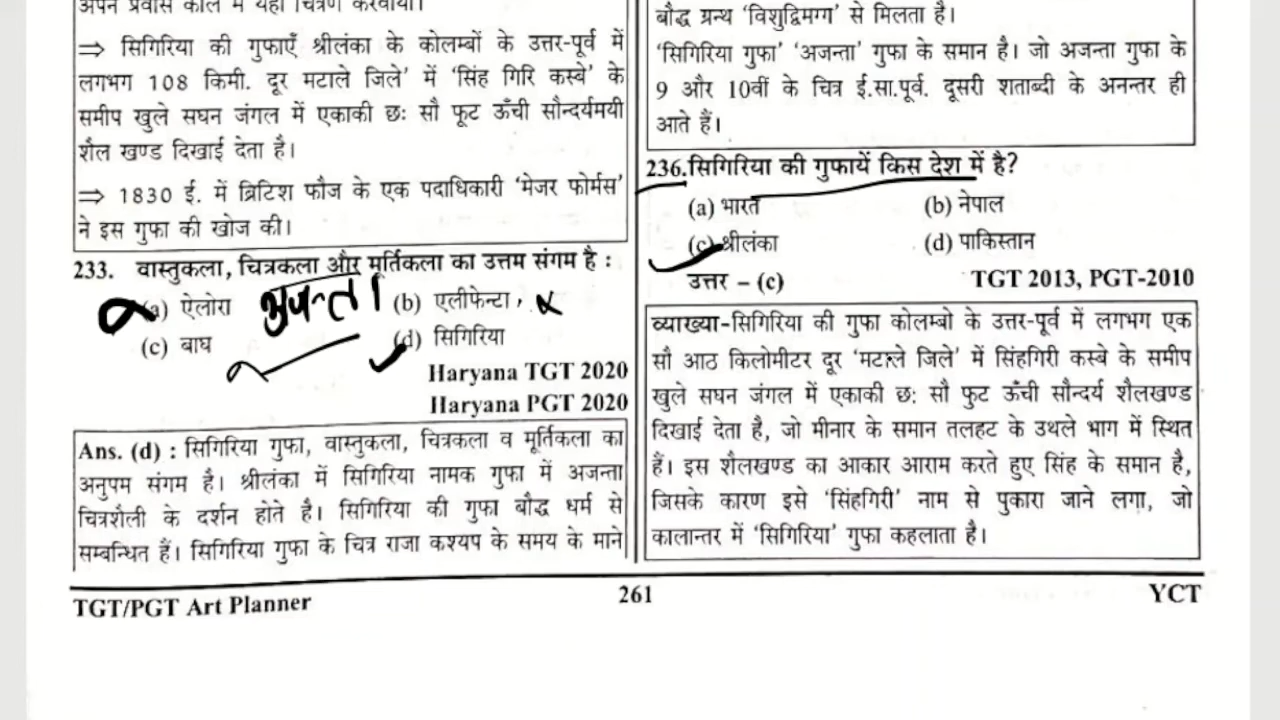 अपने प्रवास काल में यहाँ चित्रण करवाया।
⇒ सिगिरिया की गुफाएँ श्रीलंका के कोलम्बों के उत्तर-पूर्व में
लगभग 108 किमी. दूर मटाले जिले' में 'सिंह गिरि कस्बे' के
समीप खुले सघन जंगल में एकाकी छः सौ फूट ऊँची सौन्दर्यमयी
शैल खण्ड दिखाई देता है।
⇒ 1830 ई. में ब्रिटिश फौज के एक पदाधिकारी 'मेजर फोर्मस'
ने इस गुफा की खोज की।
233. वास्तुकला, चित्रकला और मूर्तिकला का उत्तम संगम है :
(a) ऐलोरा अजन्ता (b) एलीफेन्टा,
(c) बाघ (d) सिगिरिया
Haryana TGT 2020
Haryana PGT 2020
Ans. (d) : सिगिरिया गुफा, वास्तुकला, चित्रकला व मूर्तिकला का
अनुपम संगम है। श्रीलंका में सिगिरिया नामक गुफा में अजन्ता
चित्रशैली के दर्शन होते है। सिगिरिया की गुफा बौद्ध धर्म से
सम्बन्धित हैं। सिगिरिया गुफा के चित्र राजा कश्यप के समय के माने
बौद्ध ग्रन्थ 'विशुद्विमग्ग' से मिलता है।
'सिगिरिया गुफा' 'अजन्ता' गुफा के समान है। जो अजन्ता गुफा के
9 और 10वीं के चित्र ई.सा.पूर्व. दूसरी शताब्दी के अनन्तर ही
आते हैं।
236.सिगिरिया की गुफायें किस देश में है?
(a) भारत (b) नेपाल
(c) श्रीलंका (d) पाकिस्तान
उत्तर – (c) TGT 2013, PGT-2010
व्याख्या-सिगिरिया की गुफा कोलम्बो के उत्तर-पूर्व में लगभग एक
सौ आठ किलोमीटर दूर 'मटाले जिले' में सिंहगिरी कस्बे के समीप
खुले सघन जंगल में एकाकी छ: सौ फुट ऊँची सौन्दर्य शैलखण्ड
दिखाई देता है, जो मीनार के समान तलहट के उथले भाग में स्थित
हैं। इस शैलखण्ड का आकार आराम करते हुए सिंह के समान है,
जिसके कारण इसे 'सिंहगिरी' नाम से पुकारा जाने लगा, जो
कालान्तर में 'सिगिरिया' गुफा कहलाता है।
TGT/PGT Art Planner 261 YCT